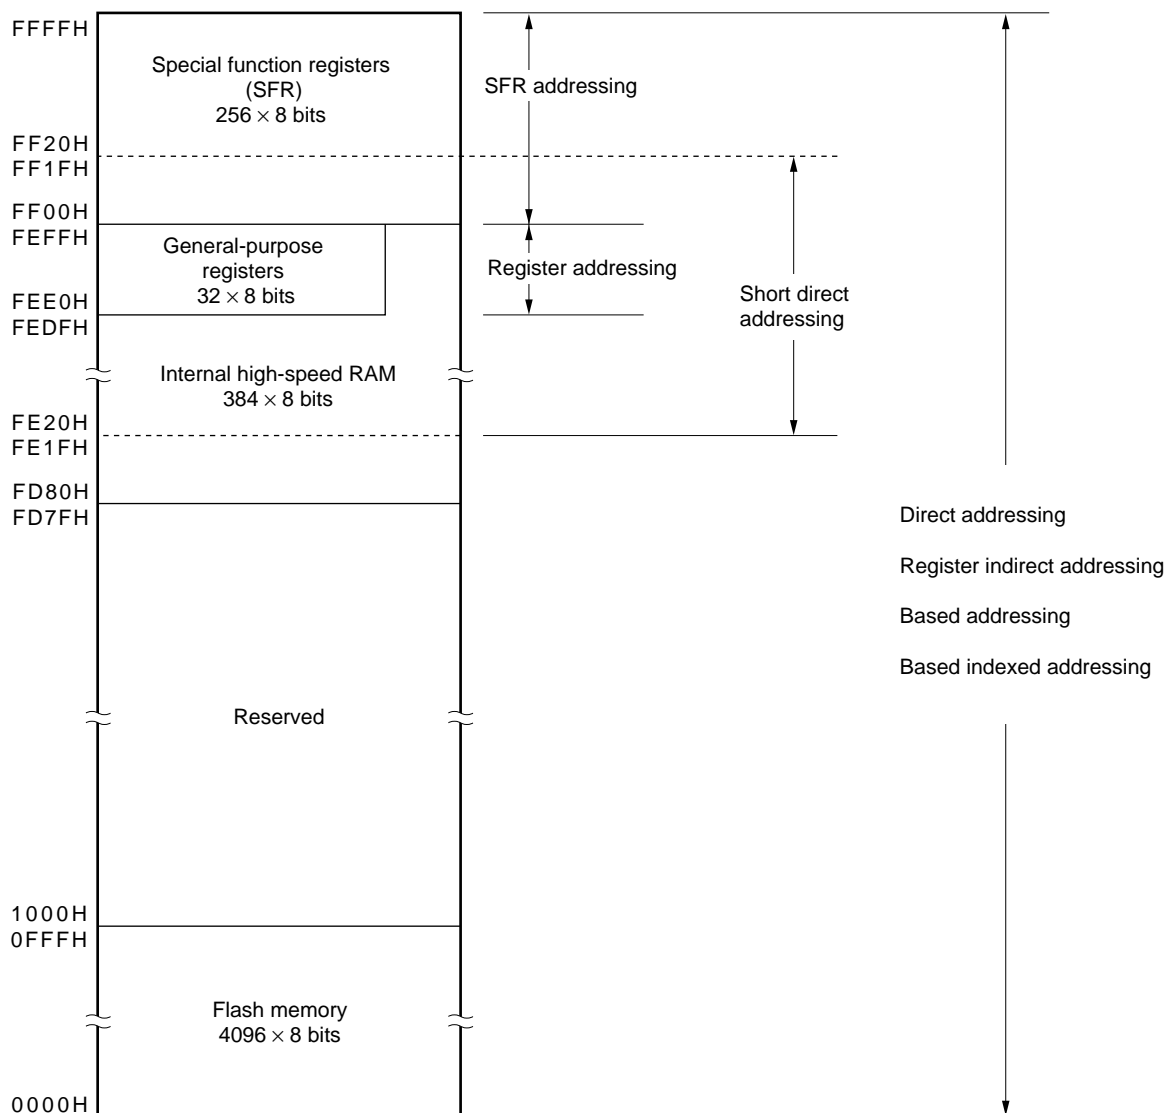 FFFFH
Special function registers
(SFR)
256 × 8 bits
SFR addressing
FF20H
FF1FH
FF00H
FEFFH
General-purpose
registers
32 × 8 bits
Register addressing
Short direct
addressing
FEE0H
FEDFH
Internal high-speed RAM
384 × 8 bits
FE20H
FE1FH
FD80H
FD7FH
Direct addressing
Register indirect addressing
Based addressing
Based indexed addressing
Reserved
1000H
0FFFH
Flash memory
4096 × 8 bits
0000H